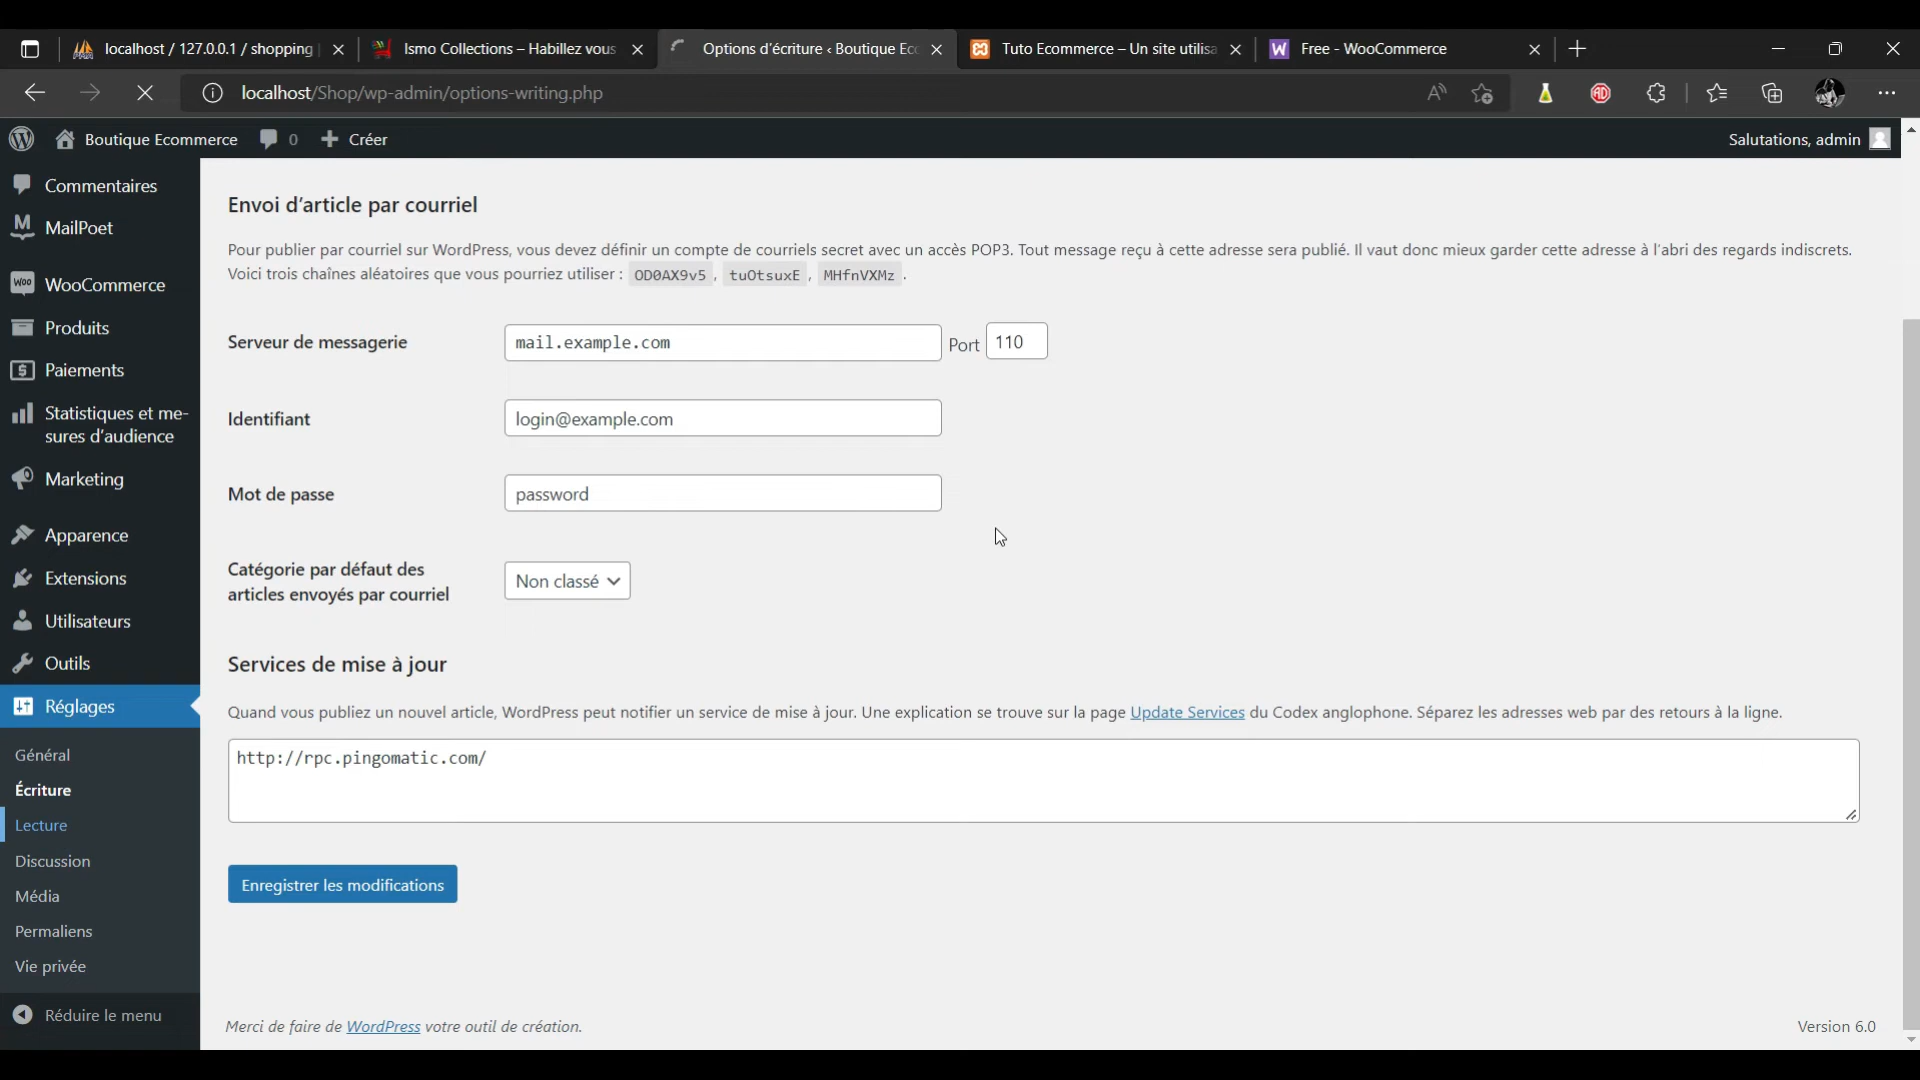 localhost / 127.0.0.1 / shopping
Ismo Collections – Habillez vous
Options d'écriture ‹ Boutique Ec
Tuto Ecommerce – Un site utilisa
Free - WooCommerce
localhost/Shop/wp-admin/options-writing.php
Boutique Ecommerce
0
Créer
Salutations, admin
Commentaires
MailPoet
WooCommerce
Produits
Paiements
Statistiques et me-
sures d'audience
Marketing
Apparence
Extensions
Utilisateurs
Outils
Réglages
Général
Écriture
Lecture
Discussion
Média
Permaliens
Vie privée
Réduire le menu
Envoi d'article par courriel
Pour publier par courriel sur WordPress, vous devez définir un compte de courriels secret avec un accès POP3. Tout message reçu à cette adresse sera publié. Il vaut donc mieux garder cette adresse à l'abri des regards indiscrets.
Voici trois chaînes aléatoires que vous pourriez utiliser : OD0AX9v5 , tuOtsuxE , MHfnVXMz .
Serveur de messagerie mail.example.com Port 110
Identifiant login@example.com
Mot de passe password
Catégorie par défaut des
articles envoyés par courriel
Non classé
Services de mise à jour
Quand vous publiez un nouvel article, WordPress peut notifier un service de mise à jour. Une explication se trouve sur la page Update Services du Codex anglophone. Séparez les adresses web par des retours à la ligne.
http://rpc.pingomatic.com/
Enregistrer les modifications
Merci de faire de WordPress votre outil de création.
Version 6.0